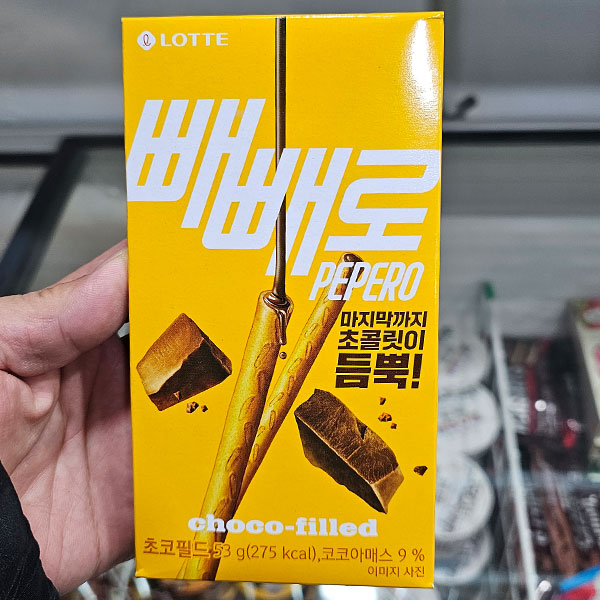 LOTTE
빼빼로
PEPERO
마지막까지
초콜릿이
듬뿍!
choco-filled
초코필드 53 g(275 kcal),코코아매스 9 %
이미지 사진